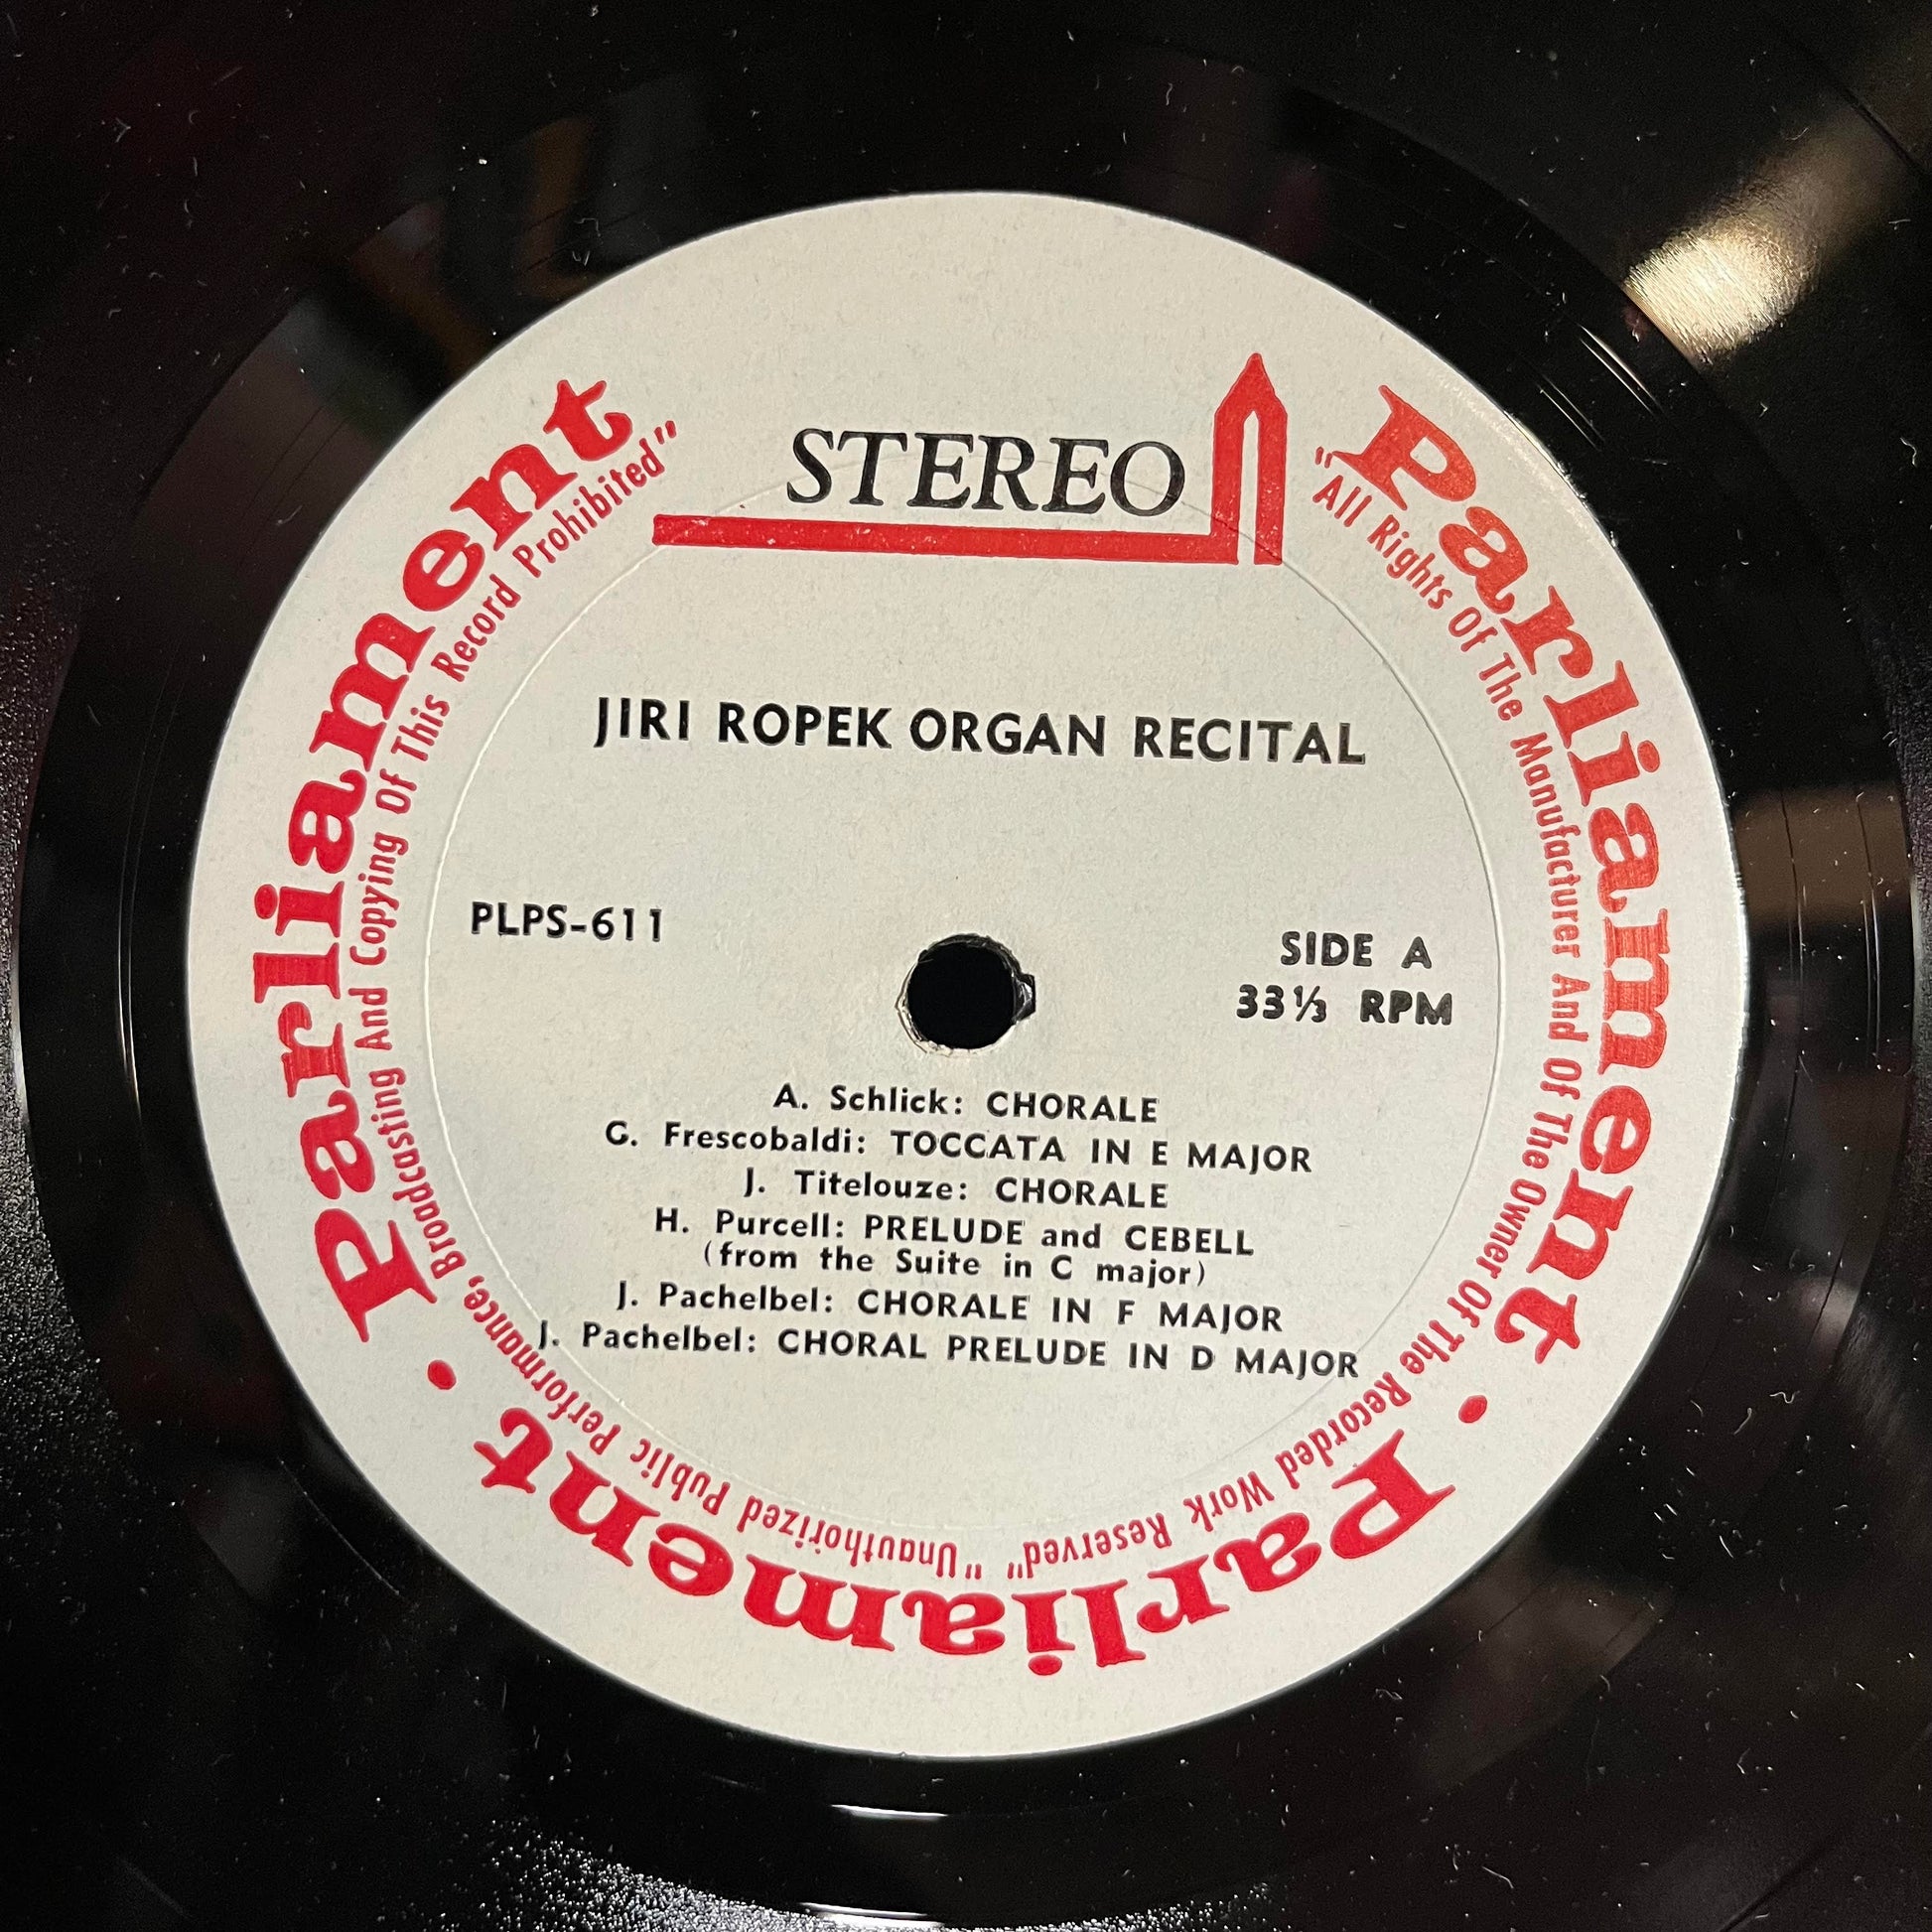 STEREO
JIRI ROPEK ORGAN RECITAL
PLPS-611
SIDE A
33⅓ RPM
A. Schlick: CHORALE
G. Frescobaldi: TOCCATA IN E MAJOR
J. Titelouze: CHORALE
H. Purcell: PRELUDE and CEBELL
(from the Suite in C major)
J. Pachelbel: CHORALE IN F MAJOR
J. Pachelbel: CHORAL PRELUDE IN D MAJOR
Parliament • Parliament • Parliament
"All Rights Of The Manufacturer And Of The Owner Of The Recorded Work Reserved" "Unauthorized Public Performance, Broadcasting And Copying Of This Record Prohibited"